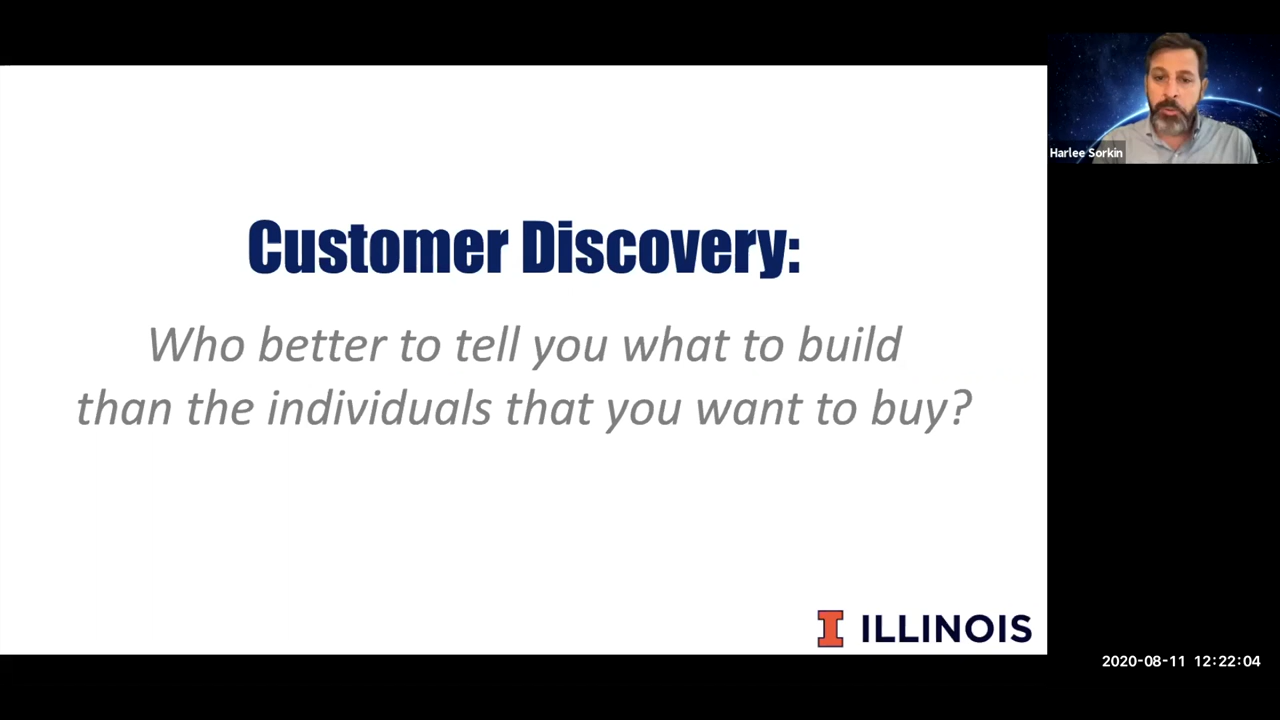 Customer Discovery:
Who better to tell you what to build
than the individuals that you want to buy?
I ILLINOIS
Harlee Sorkin
2020-08-11 12:22:04